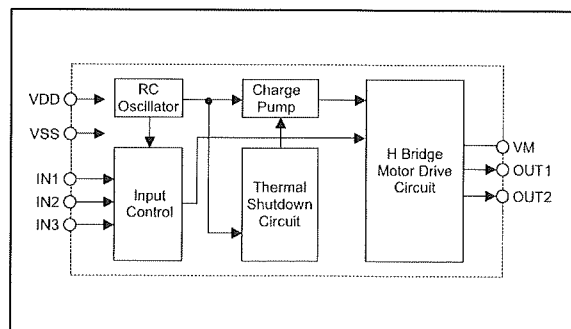 VDD
VSS
IN1
IN2
IN3
RC
Oscillator
Charge
Pump
Input
Control
Thermal
Shutdown
Circuit
H Bridge
Motor Drive
Circuit
VM
OUT1
OUT2